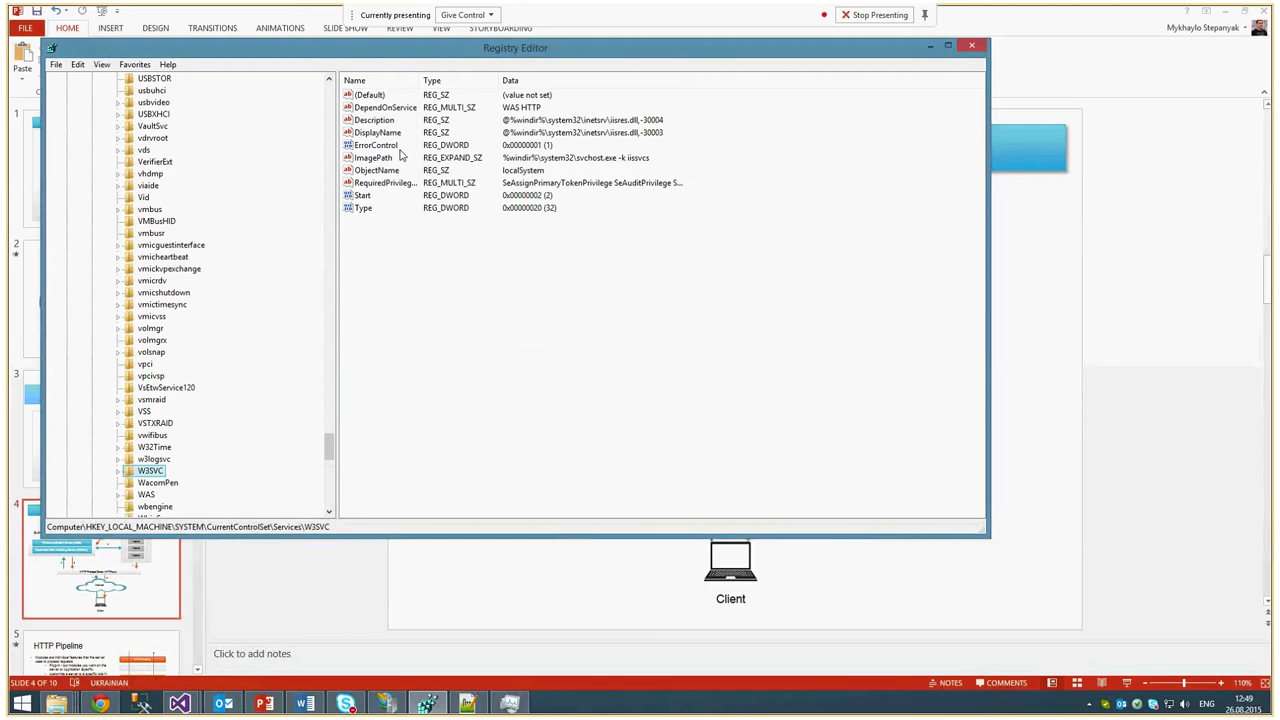 Currently presenting
Give Control
Stop Presenting
FILE
HOME
INSERT
DESIGN
TRANSITIONS
ANIMATIONS
SLIDE SHOW
REVIEW
VIEW
STORYBOARDING
Mykhaylo Stepanyak
Paste
Registry Editor
File Edit View Favorites Help
USBSTOR
usbuhci
usbvideo
USBXHCI
VaultSvc
vdrvroot
vds
VerifierExt
vhdmp
viaide
Vid
vmbus
VMBusHID
vmbusr
vmicguestinterface
vmicheartbeat
vmickvpexchange
vmicrdv
vmicshutdown
vmictimesync
vmicvss
volmgr
volmgrx
volsnap
vpci
vpcivsp
VsEtwService120
vsmraid
VSS
VSTXRAID
vwifibus
W32Time
w3logsvc
W3SVC
WacomPen
WAS
wbengine
Name Type Data
(Default) REG_SZ (value not set)
DependOnService REG_MULTI_SZ WAS HTTP
Description REG_SZ @%windir%\system32\inetsrv\iisres.dll,-30004
DisplayName REG_SZ @%windir%\system32\inetsrv\iisres.dll,-30003
ErrorControl REG_DWORD 0x00000001 (1)
ImagePath REG_EXPAND_SZ %windir%\system32\svchost.exe -k iissvcs
ObjectName REG_SZ localSystem
RequiredPrivileg... REG_MULTI_SZ SeAssignPrimaryTokenPrivilege SeAuditPrivilege S...
Start REG_DWORD 0x00000002 (2)
Type REG_DWORD 0x00000020 (32)
Computer\HKEY_LOCAL_MACHINE\SYSTEM\CurrentControlSet\Services\W3SVC
1
2
3
4
5
Client
HTTP Pipeline
Client
Click to add notes
SLIDE 4 OF 10
UKRAINIAN
NOTES
COMMENTS
110%
ENG
12:49
26.08.2015